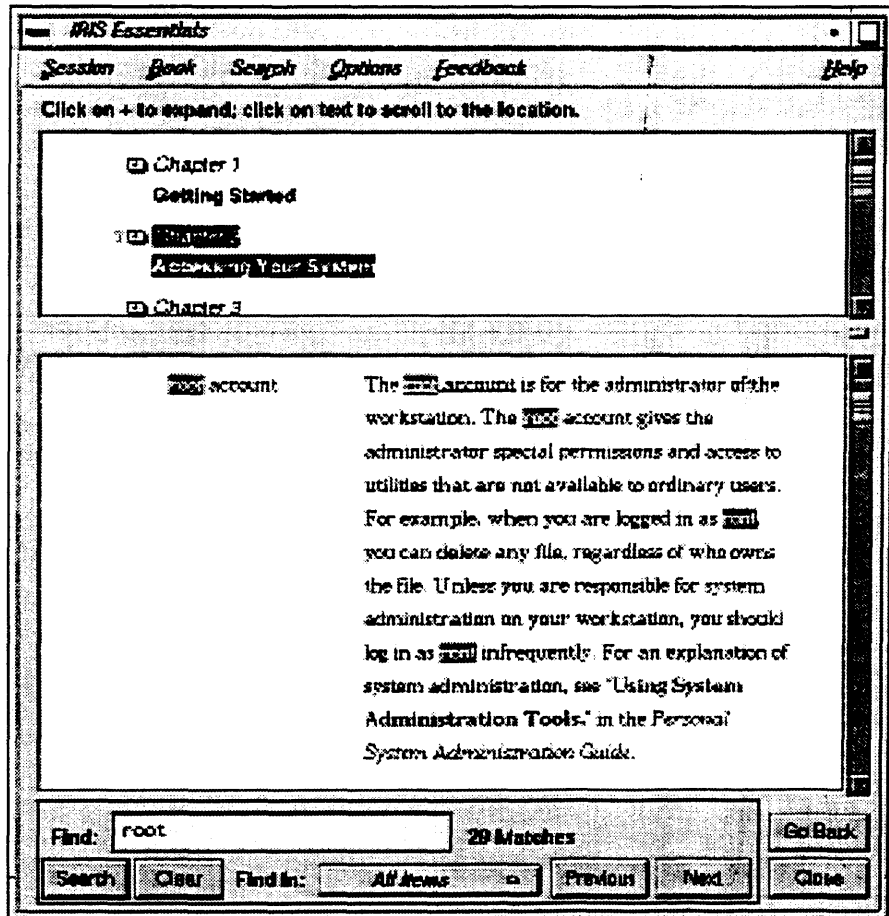 IRIS Essentials
Session Book Search Options Feedback Help
Click on + to expand; click on text to scroll to the location.
Chapter 1
Getting Started
Chapter
Accessing Your System
Chapter 3
root account
The root account is for the administrator of the
workstation. The root account gives the
administrator special permissions and access to
utilities that are not available to ordinary users.
For example, when you are logged in as root
you can delete any file, regardless of who owns
the file. Unless you are responsible for system
administration on your workstation, you should
log in as root infrequently. For an explanation of
system administration, see "Using System
Administration Tools," in the Personal
System Administration Guide.
Find: root 29 Matches Go Back
Search Clear Find In: All Items Previous Next Close